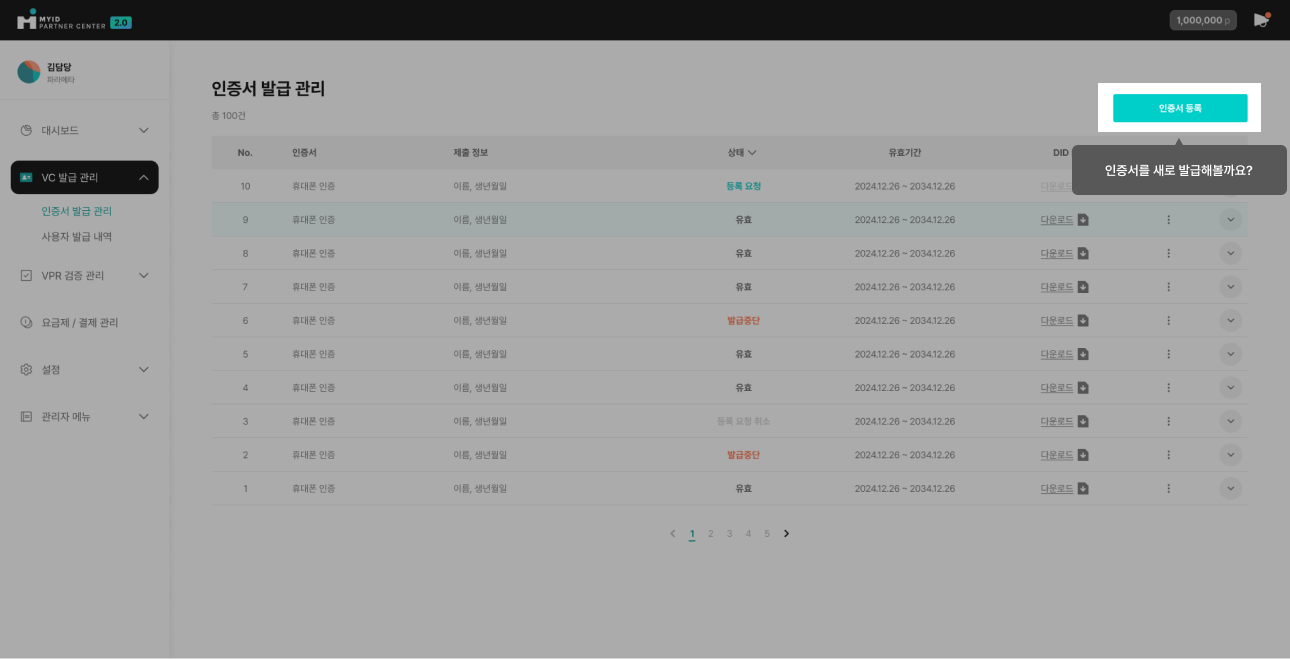 MYID
PARTNER CENTER 2.0
1,000,000 p
김담당
파라메타
대시보드
VC 발급 관리
인증서 발급 관리
사용자 발급 내역
VPR 검증 관리
요금제 / 결제 관리
설정
관리자 메뉴
인증서 발급 관리
총 100건
인증서 등록
인증서를 새로 발급해볼까요?
No. 인증서 제출 정보 상태 유효기간 DID
10 휴대폰 인증 이름, 생년월일 등록 요청 2024.12.26 ~ 2034.12.26 다운로드
9 휴대폰 인증 이름, 생년월일 유효 2024.12.26 ~ 2034.12.26 다운로드
8 휴대폰 인증 이름, 생년월일 유효 2024.12.26 ~ 2034.12.26 다운로드
7 휴대폰 인증 이름, 생년월일 유효 2024.12.26 ~ 2034.12.26 다운로드
6 휴대폰 인증 이름, 생년월일 발급중단 2024.12.26 ~ 2034.12.26 다운로드
5 휴대폰 인증 이름, 생년월일 유효 2024.12.26 ~ 2034.12.26 다운로드
4 휴대폰 인증 이름, 생년월일 유효 2024.12.26 ~ 2034.12.26 다운로드
3 휴대폰 인증 이름, 생년월일 등록 요청 취소 2024.12.26 ~ 2034.12.26 다운로드
2 휴대폰 인증 이름, 생년월일 발급중단 2024.12.26 ~ 2034.12.26 다운로드
1 휴대폰 인증 이름, 생년월일 유효 2024.12.26 ~ 2034.12.26 다운로드
1 2 3 4 5